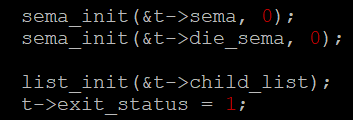 sema_init(&t->sema, 0);
sema_init(&t->die_sema, 0);
list_init(&t->child_list);
t->exit_status = 1;